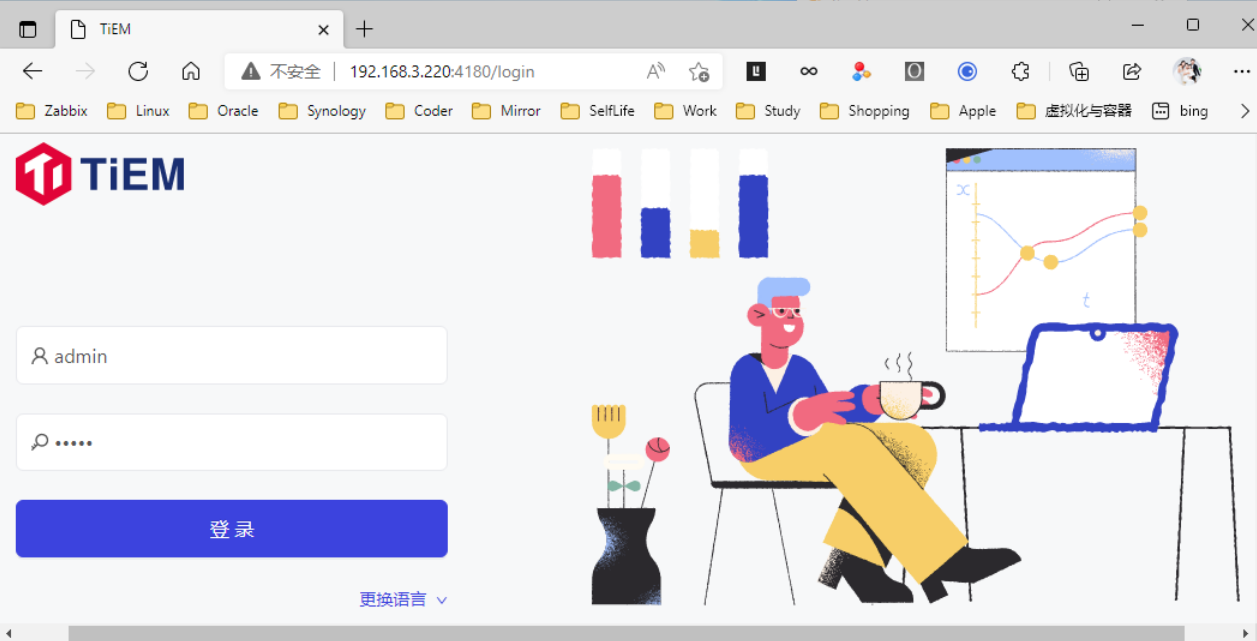 TiEM
不安全 192.168.3.220:4180/login
Zabbix Linux Oracle Synology Coder Mirror SelfLife Work Study Shopping Apple 虚拟化与容器 bing
TiEM
admin
•••••
登 录
更换语言
x
t